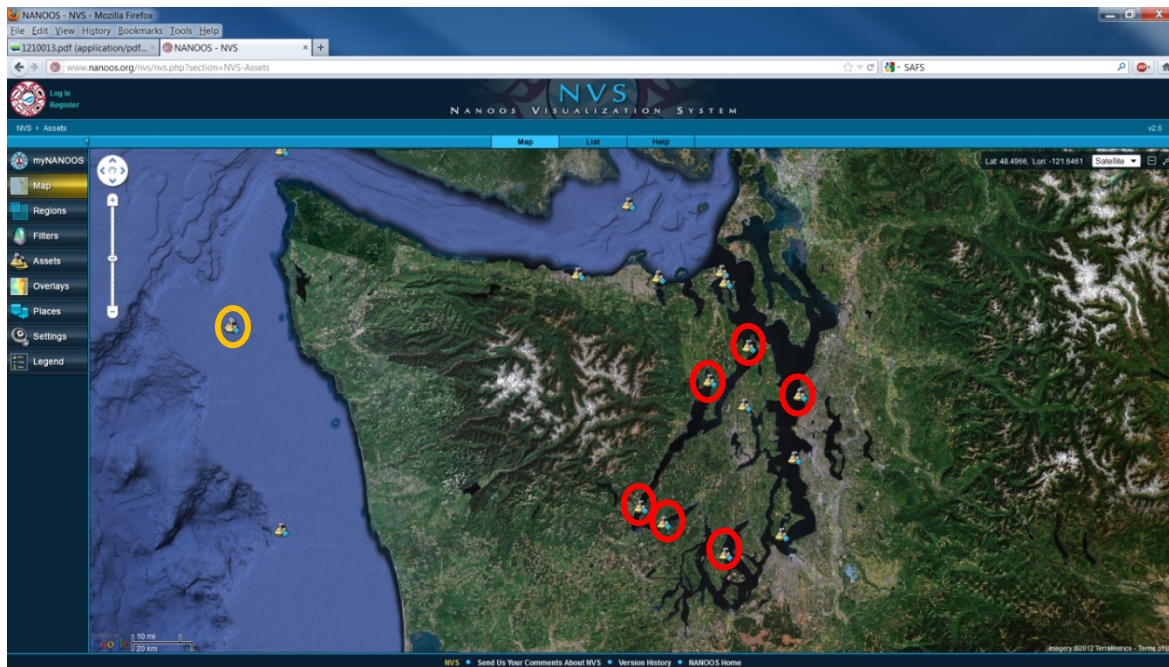 NANOOS - NVS - Mozilla Firefox
File Edit View History Bookmarks Tools Help
1210013.pdf (application/pdf... × NANOOS - NVS × +
www.nanoos.org/nvs/nvs.php?section=NVS-Assets SAFS
Log In
Register
NVS
NANOOS VISUALIZATION SYSTEM
NVS Assets v2.6
Map List Help
myNANOOS
Lat: 48.4966, Lon: -121.6461 Satellite
Map
Regions
Filters
Assets
Overlays
Places
Settings
Legend
10 mi
Google 20 km
Imagery ©2012 TerraMetrics - Terms of
NVS • Send Us Your Comments About NVS • Version History • NANOOS Home